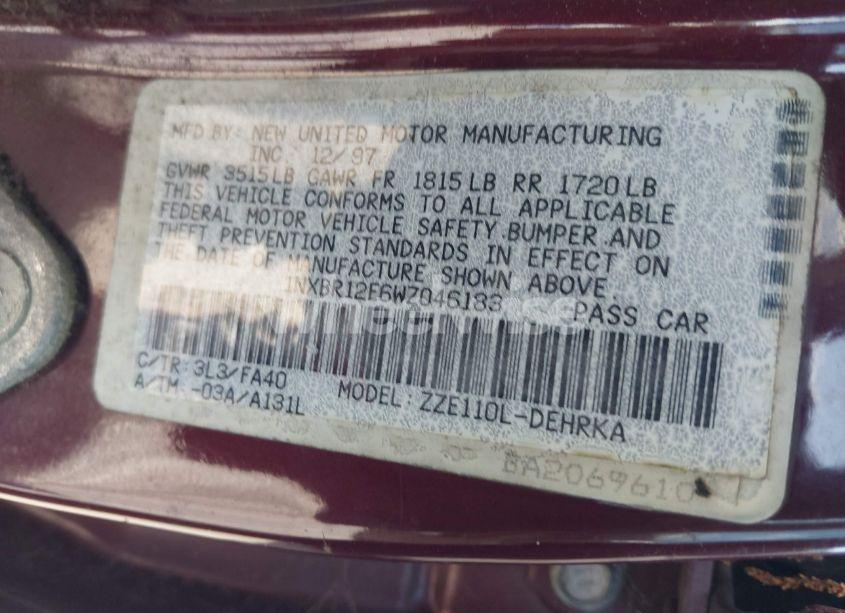 MFD BY: NEW UNITED MOTOR MANUFACTURING
INC. 12/97
GVWR 3515LB GAWR FR 1815LB RR 1720LB
THIS VEHICLE CONFORMS TO ALL APPLICABLE
FEDERAL MOTOR VEHICLE SAFETY, BUMPER AND
THEFT PREVENTION STANDARDS IN EFFECT ON
THE DATE OF MANUFACTURE SHOWN ABOVE.
1NXBR12E6WZ046133 PASS CAR
C/TR: 3L3/FA40
A/TM: -03A/A131L MODEL: ZZE110L-DEHRKA
BA2069610